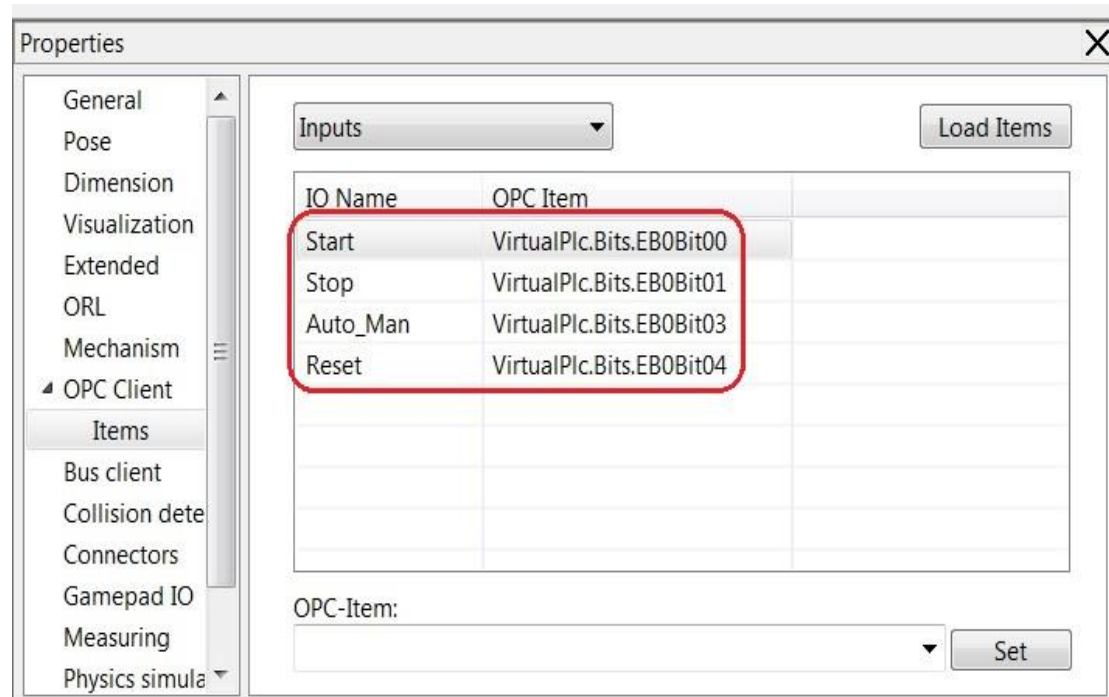 Properties
General
Pose
Dimension
Visualization
Extended
ORL
Mechanism
OPC Client
Items
Bus client
Collision dete
Connectors
Gamepad IO
Measuring
Physics simula
Inputs
Load Items
IO Name OPC Item
Start VirtualPlc.Bits.EB0Bit00
Stop VirtualPlc.Bits.EB0Bit01
Auto_Man VirtualPlc.Bits.EB0Bit03
Reset VirtualPlc.Bits.EB0Bit04
OPC-Item:
Set